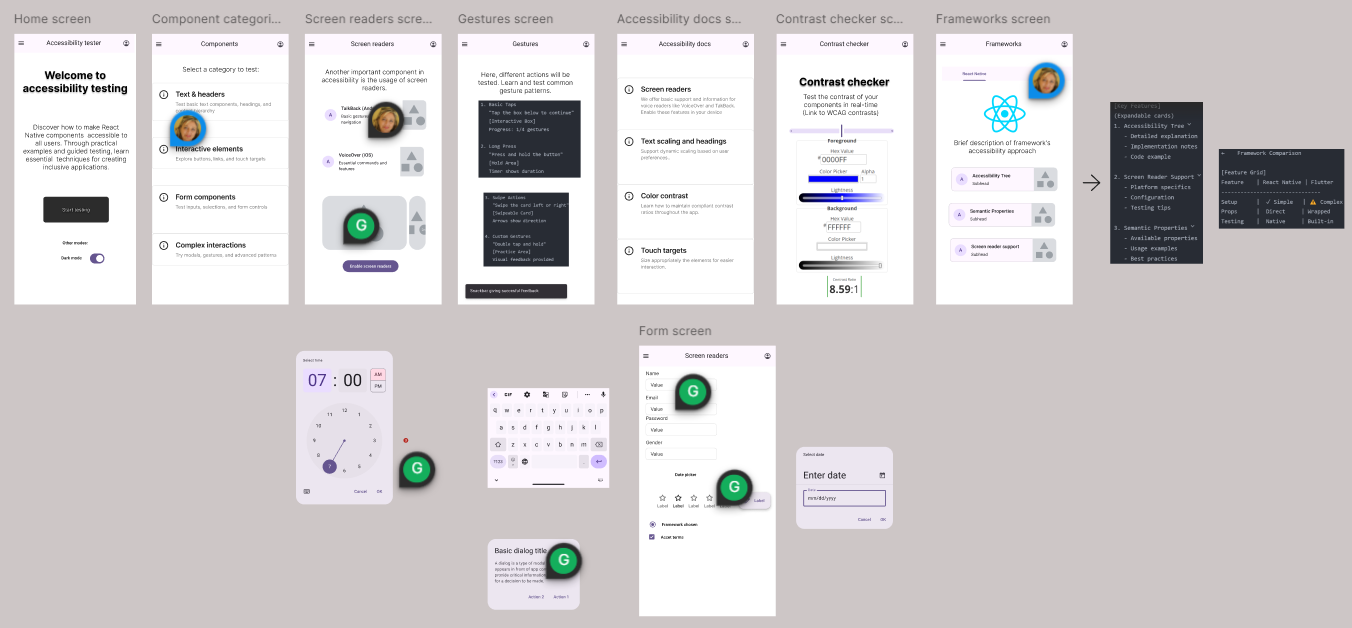 Home screen
Accessibility tester
Welcome to
accessibility testing
Discover how to make React
Native components accessible to
all users. Through practical
examples and guided testing, learn
essential techniques for creating
inclusive applications.
Start testing
Other modes:
Dark mode
Component categori...
Components
Select a category to test:
Text & headers
Test basic text components, headings, and
hierarchy
Interactive elements
Explore buttons, links, and touch targets
Form components
Test inputs, selections, and form controls
Complex interactions
Try modals, gestures, and advanced patterns
Screen readers scre...
Screen readers
Another important component in
accessibility is the usage of screen
readers.
A
TalkBack
Basic
navigation
A
VoiceOver (iOS)
Essential commands and
features
G
Enable screen readers
Gestures screen
Gestures
Here, different actions will be
tested. Learn and test common
gesture patterns.
1. Basic Taps
"Tap the box below to continue"
[Interactive Box]
Progress: 1/4 gestures
2. Long Press
"Press and hold the button"
[Hold Area]
Timer shows duration
3. Swipe Actions
"Swipe the card left or right"
[Swipeable Card]
Arrows show direction
4. Custom Gestures
"Double tap and hold"
[Practice Area]
Visual feedback provided
Snackbar giving successful feedback
Accessibility docs s...
Accessibility docs
Screen readers
We offer basic support and information for
voice readers like VoiceOver or TalkBack.
Enable these features in your device
Text scaling and headings
Support dynamic scaling based on user
preferences.
Color contrast
Learn how to maintain compliant contrast
ratios throughout the app.
Touch targets
Size appropriately the elements for easier
interaction.
Contrast checker sc...
Contrast checker
Contrast checker
Test the contrast of your
components in real-time
(Link to WCAG contrasts)
Foreground
Hex Value
#0000FF
Color Picker
Alpha
1
Lightness
Background
Hex Value
#FFFFFF
Color Picker
Lightness
Contrast Ratio
8.59:1
Frameworks screen
Frameworks
React Native
Brief description of framework's
accessibility approach
A
Accessibility Tree
Subhead
A
Semantic Properties
Subhead
A
Screen reader support
Subhead
[Key Features]
(Expandable cards)
1. Accessibility Tree
- Detailed explanation
- Implementation notes
- Code example
2. Screen Reader Support
- Platform specifics
- Configuration
- Testing tips
3. Semantic Properties
- Available properties
- Usage examples
- Best practices
← Framework Comparison
[Feature Grid]
Feature | React Native | Flutter
Setup | ✓ Simple | ⚠ Complex
Props | Direct | Wrapped
Testing | Native | Built-in
Select time
07 : 00
AM
PM
12
1
2
3
4
5
6
7
8
9
10
11
Cancel OK
G
GIF
q w e r t y u i o p
a s d f g h j k l
z x c v b n m
?123
Basic dialog title
A dialog is a type of
appears in front of app
provide critical
for a decision to be made
Action 2 Action 1
G
Form screen
Screen readers
Name
Value
G
Email
Value
Password
Value
Gender
Value
Date picker
G
Label Label Label Label
Label
Framework chosen
Accet terms
Select date
Enter date
Date
mm/dd/yyyy
Cancel OK